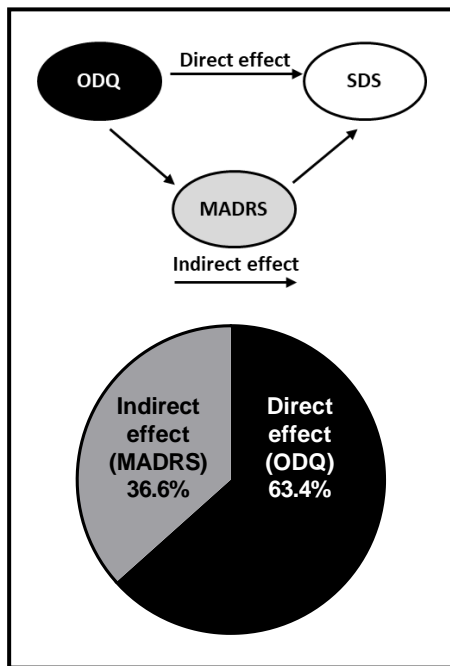 Direct effect
ODQ
SDS
MADRS
Indirect effect
Indirect
effect
(MADRS)
36.6%
Direct
effect
(ODQ)
63.4%